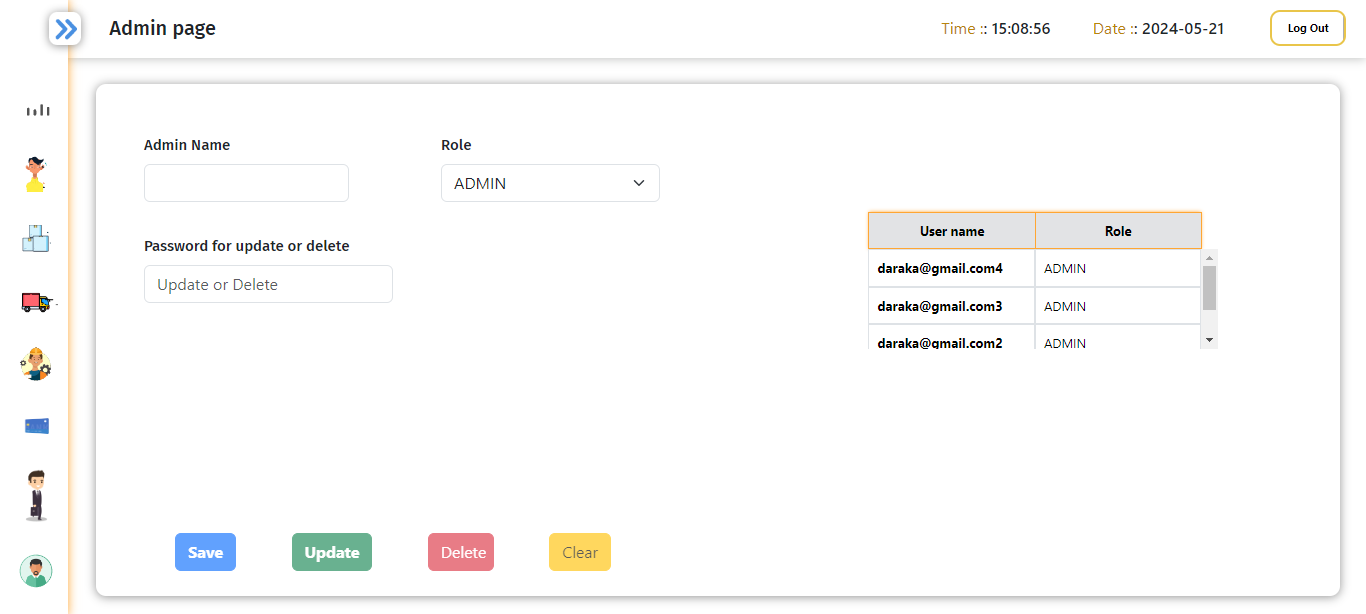 Admin page
Time :: 15:08:56
Date :: 2024-05-21
Log Out
Admin Name
Role
ADMIN
Password for update or delete
Update or Delete
User name Role
daraka@gmail.com4 ADMIN
daraka@gmail.com3 ADMIN
daraka@gmail.com2 ADMIN
Save Update Delete Clear